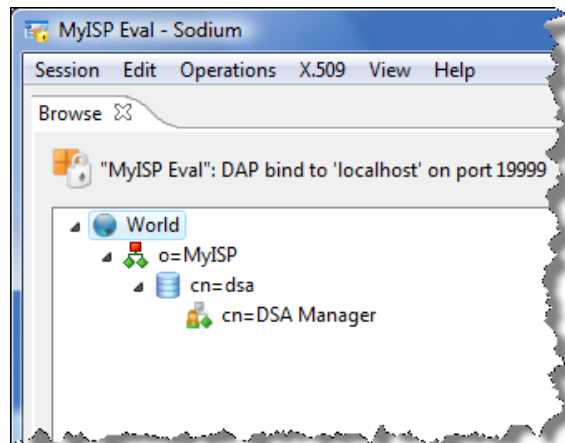 MyISP Eval - Sodium
Session Edit Operations X.509 View Help
Browse
"MyISP Eval": DAP bind to 'localhost' on port 19999
World
o=MyISP
cn=dsa
cn=DSA Manager